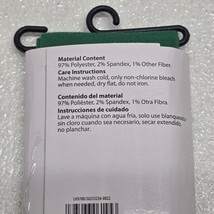 Material Content
97% Polyester, 2% Spandex, 1% Other Fiber.
Care Instructions
Machine wash cold, only non-chlorine bleach
when needed, dry flat, do not iron.
Contenido del material
97% Poliéster, 2% Spandex, 1% Otra Fibra.
Instrucciones de cuidado
Lave a máquina con agua fría, solo use blanqueador
sin cloro cuando sea necesario, secar extendido,
no planchar.